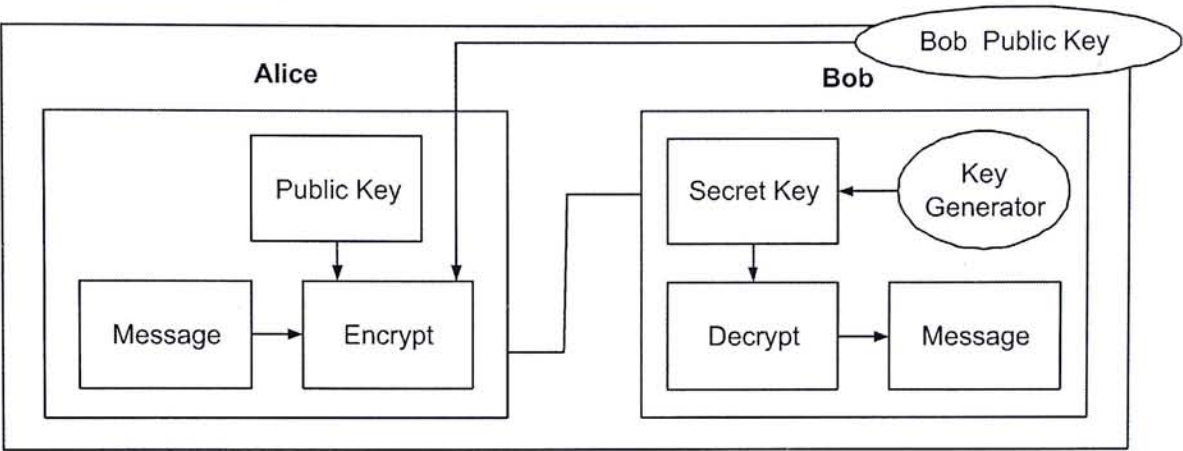 Bob Public Key
Alice
Bob
Public Key
Secret Key
Key
Generator
Message
Encrypt
Decrypt
Message